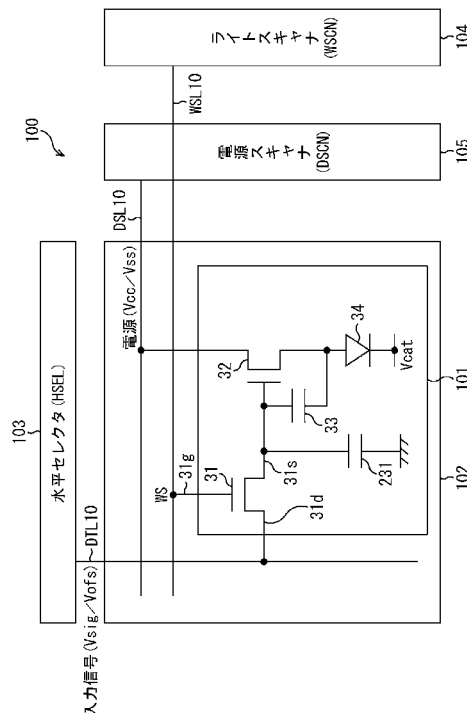 100
103
水平セレクタ(HSEL)
入力信号(Vsig/Vofs)
DTL10
電源(Vcc/Vss)
DSL10
WSL10
電源スキャナ
(DSCN)
105
ライトスキャナ
(WSCN)
104
WS
31g
31
31d
31s
32
33
34
Vcat
231
101
102